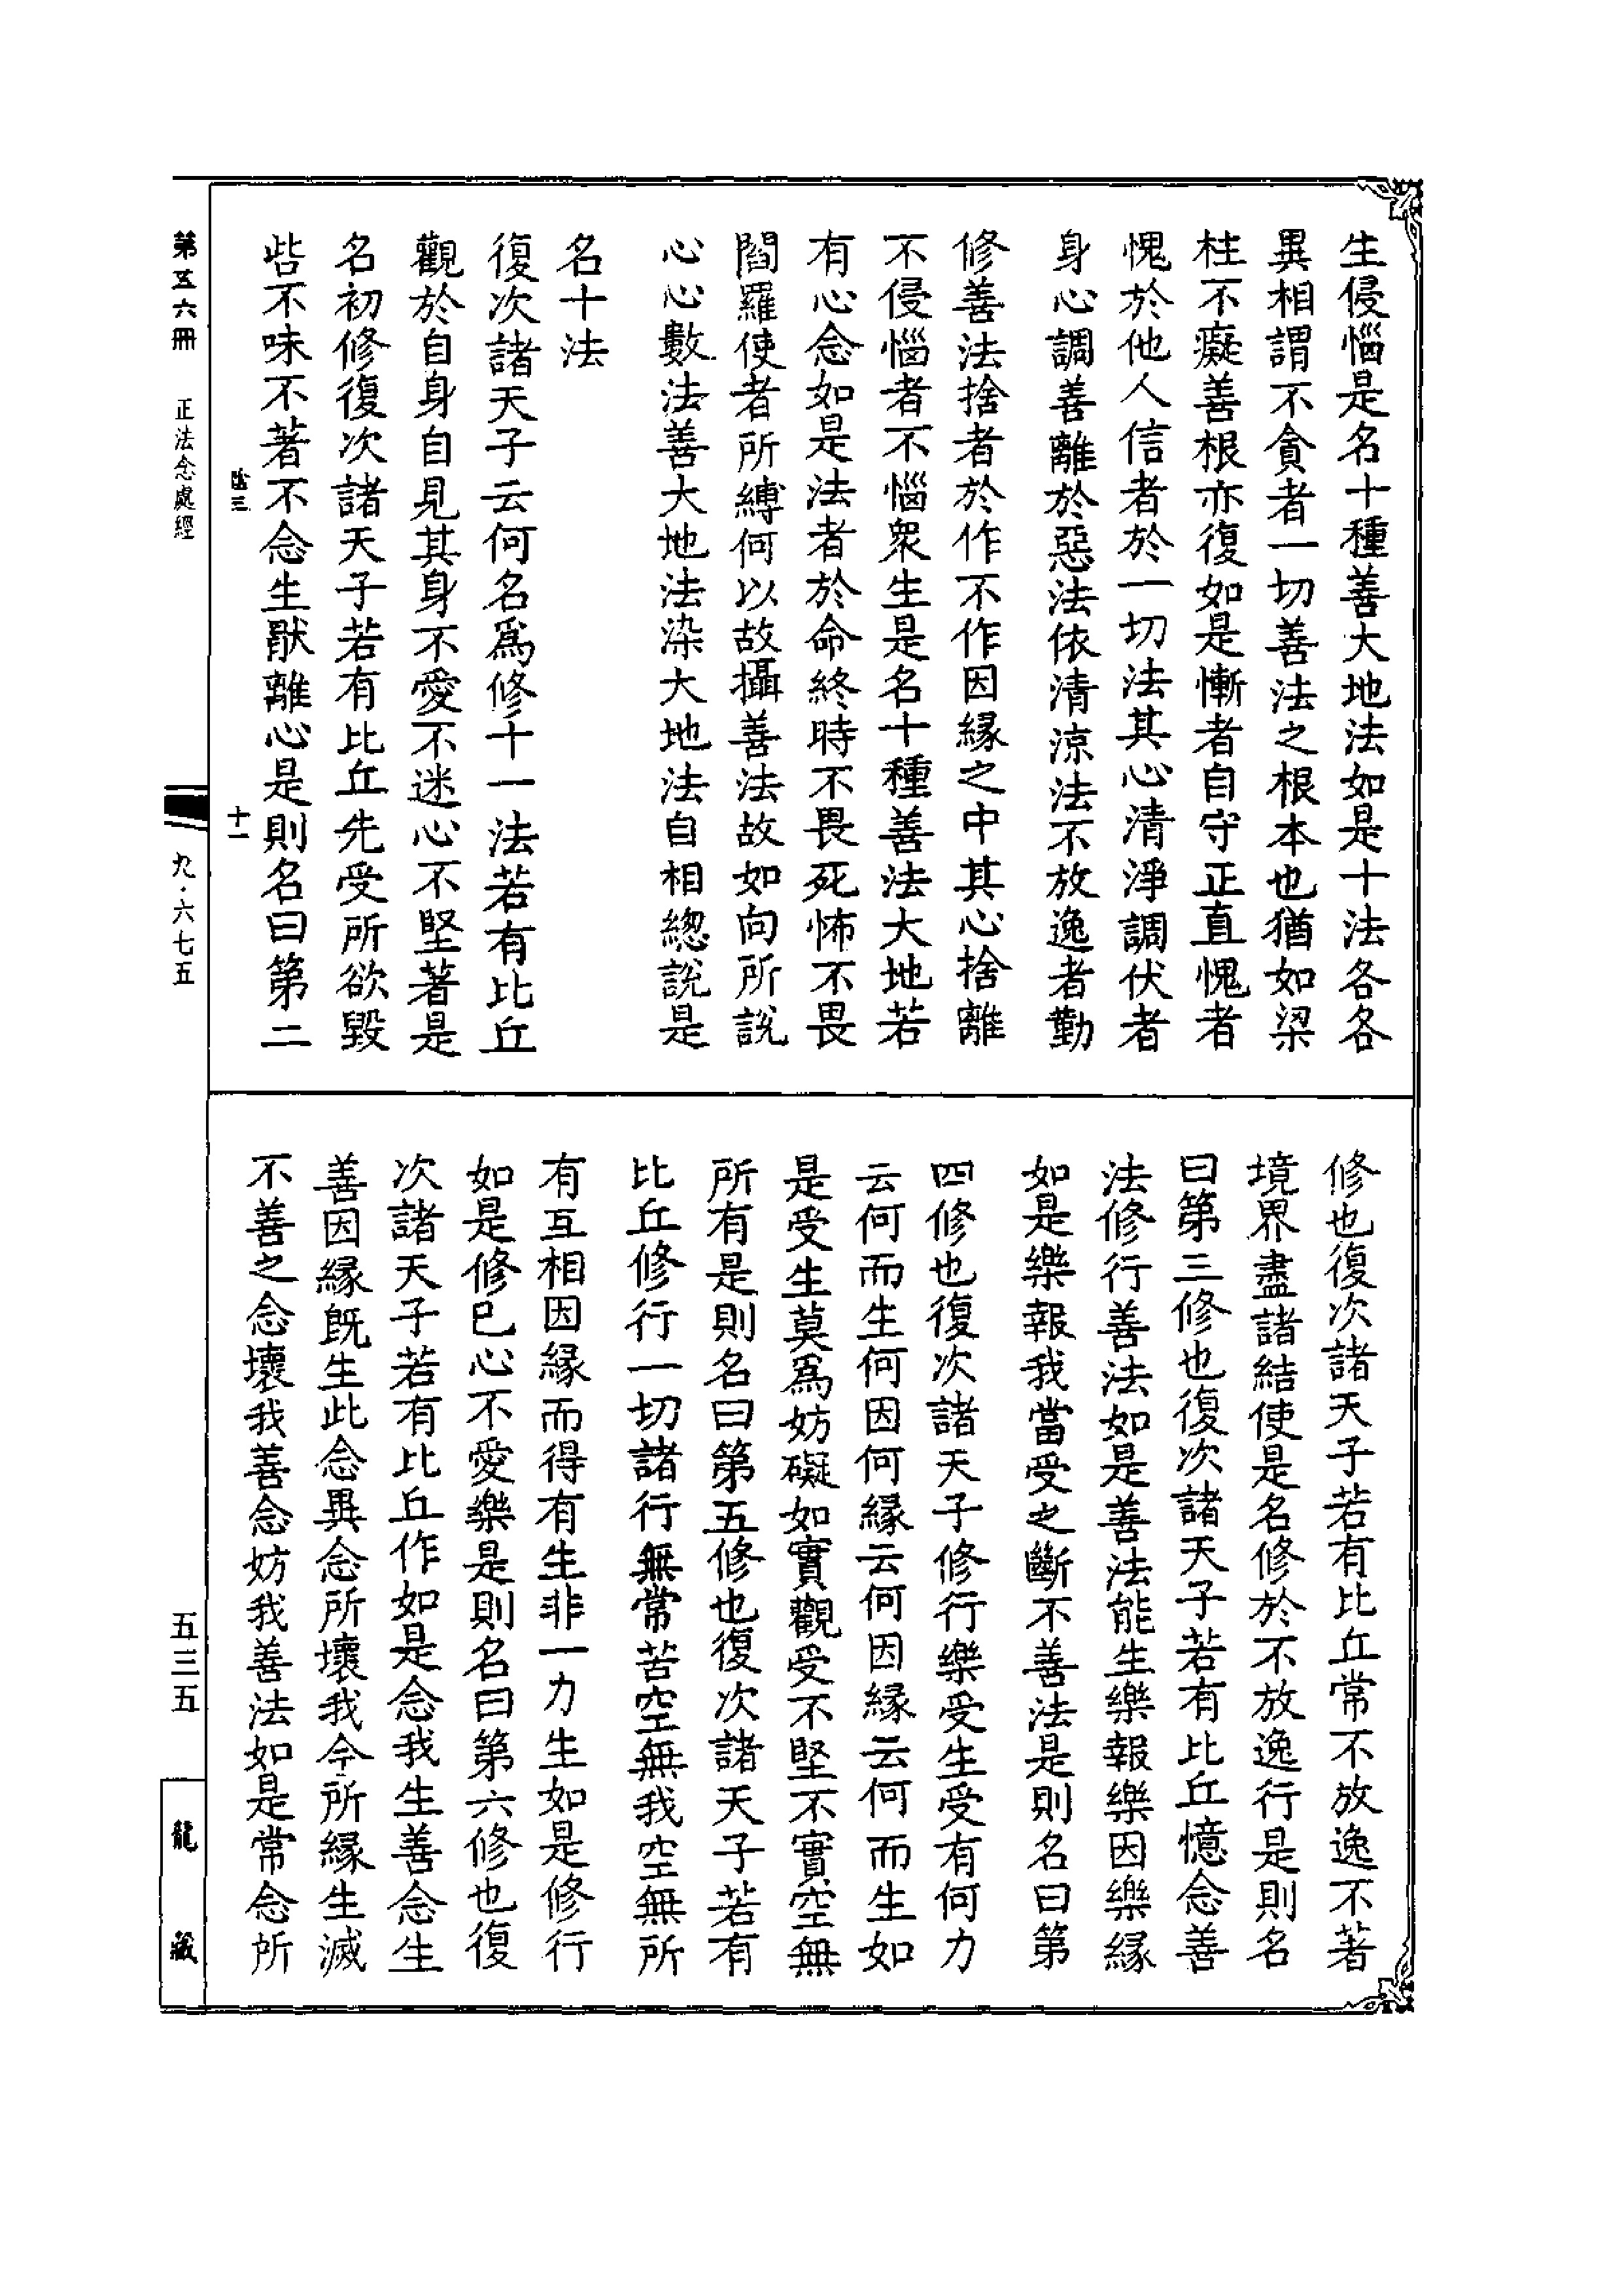 生侵惱是名十種善大地法如是十法各各
異相謂不貪者一切善法之根本也猶如梁
柱不癡善根亦復如是慚者自守正直愧者
愧於他人信者於一切法其心清淨調伏者
身心調善離於惡法依清涼法不放逸者勤
修善法捨者於作不作因緣之中其心捨離
不侵惱者不惱衆生是名十種善法大地若
有心念如是法者於命終時不畏死怖不畏
閻羅使者所縛何以故攝善法故如向所說
心心數法善大地法染大地法自相總說是
名十法
復次諸天子云何名爲修十一法若有比丘
觀於自身自見其身不愛不迷心不堅著是
名初修復次諸天子若有比丘先受所欲毀
呰不味不著不念生厭離心是則名曰第二
修也復次諸天子若有比丘常不放逸不著
境界盡諸結使是名修於不放逸行是則名
曰第三修也復次諸天子若有比丘憶念善
法修行善法如是善法能生樂報樂因樂緣
如是樂報我當受之斷不善法是則名曰第
四修也復次諸天子修行樂受生受有何力
云何而生何因何緣云何因緣云何而生如
是受生莫爲妨礙如實觀受不堅不實空無
所有是則名曰第五修也復次諸天子若有
比丘修行一切諸行無常苦空無我空無所
有互相因緣而得有生非一力生如是修行
如是修已心不愛樂是則名曰第六修也復
次諸天子若有比丘作如是念我生善念生
善因緣旣生此念異念所壞我今所緣生滅
不善之念壞我善念妨我善法如是常念所
第五六冊　正法念處經
陰三　十一
九·六七五
五三五
龍藏